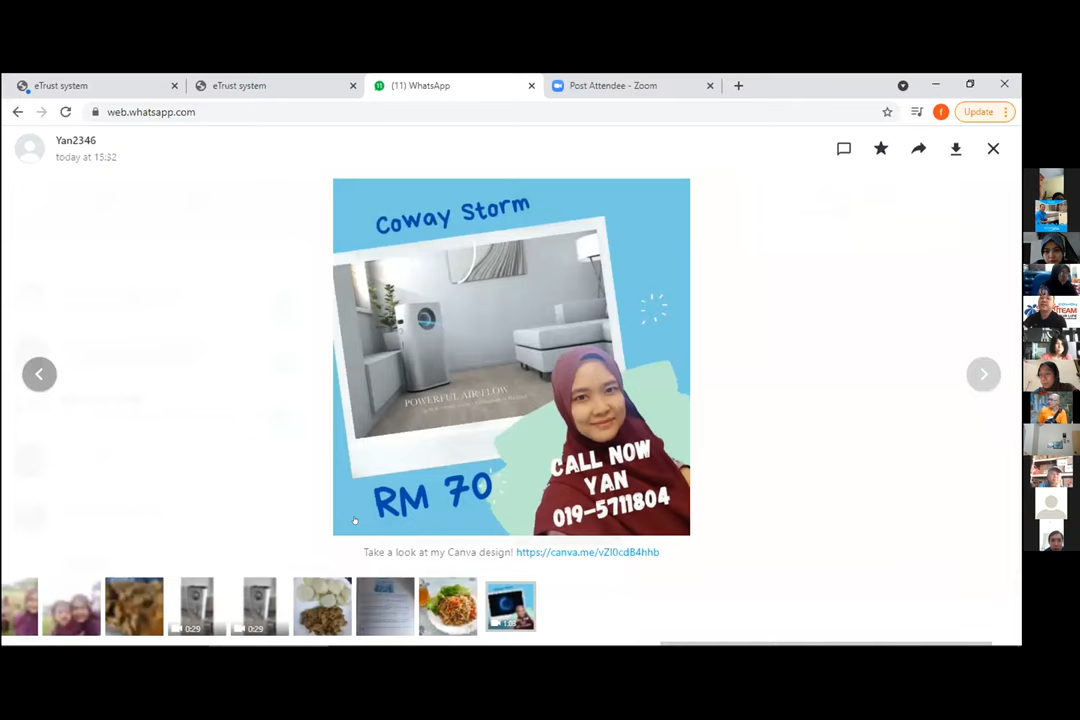 eTrust system
eTrust system
(11) WhatsApp
Post Attendee - Zoom
web.whatsapp.com
Update
Yan2346
today at 15:32
Coway Storm
POWERFUL AIR FLOW
RM 70
CALL NOW
YAN
019-5711804
Take a look at my Canva design! https://canva.me/vZl0cdB4hhb
0:29
0:29